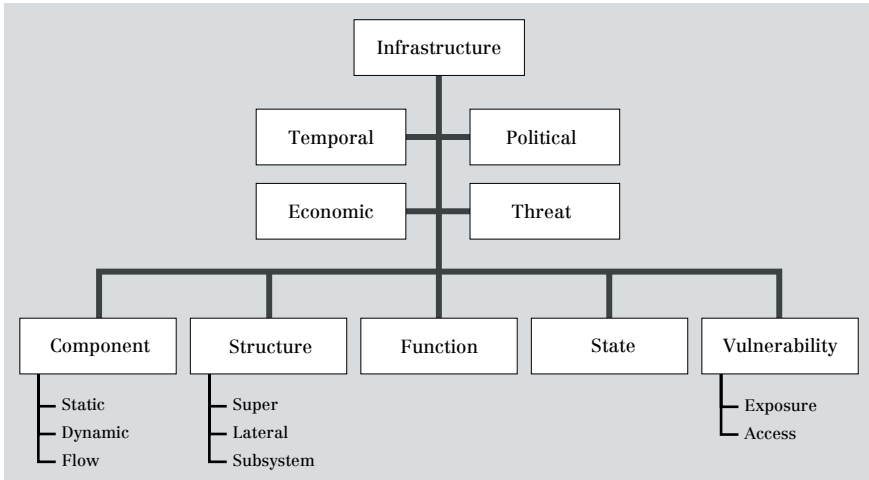 Infrastructure
Temporal
Political
Economic
Threat
Component
Structure
Function
State
Vulnerability
Static
Dynamic
Flow
Super
Lateral
Subsystem
Exposure
Access